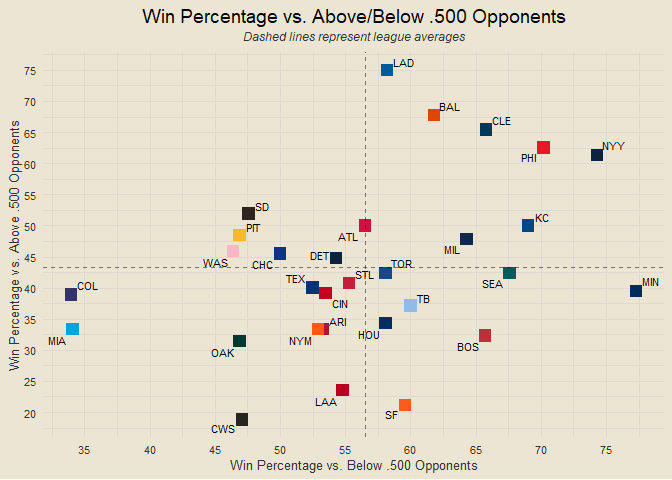 Win Percentage vs. Above/Below .500 Opponents
Dashed lines represent league averages
Win Percentage vs. Above .500 Opponents
75
70
65
60
55
50
45
40
35
30
25
20
LAD
BAL
CLE
PHI
NYY
SD
PIT
ATL
KC
WAS
CHC
DET
MIL
TOR
COL
TEX
STL
SEA
MIN
CIN
TB
MIA
NYM
ARI
HOU
OAK
BOS
LAA
SF
CWS
35
40
45
50
55
60
65
70
75
Win Percentage vs. Below .500 Opponents